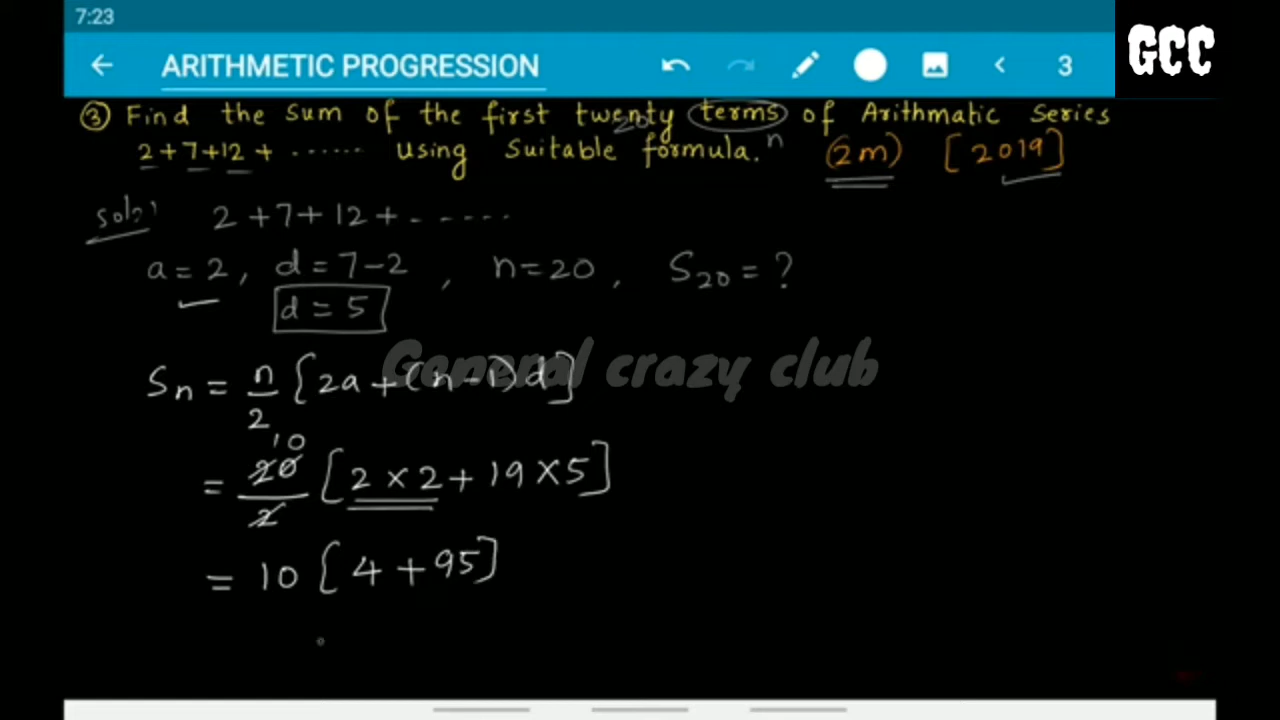 7:23
GCC
ARITHMETIC PROGRESSION
3
③ Find the sum of the first twenty terms of Arithmatic Series
20
n
2+7+12+ ....... using suitable formula. (2m) [2019]
Soln: 2+7+12+- - - - - -
a=2, d=7-2, n=20, S20=?
d=5
General crazy club
Sn = n/2 [2a+(n-1)d]
10
= 20/2 [2×2+19×5]
= 10[4+95]